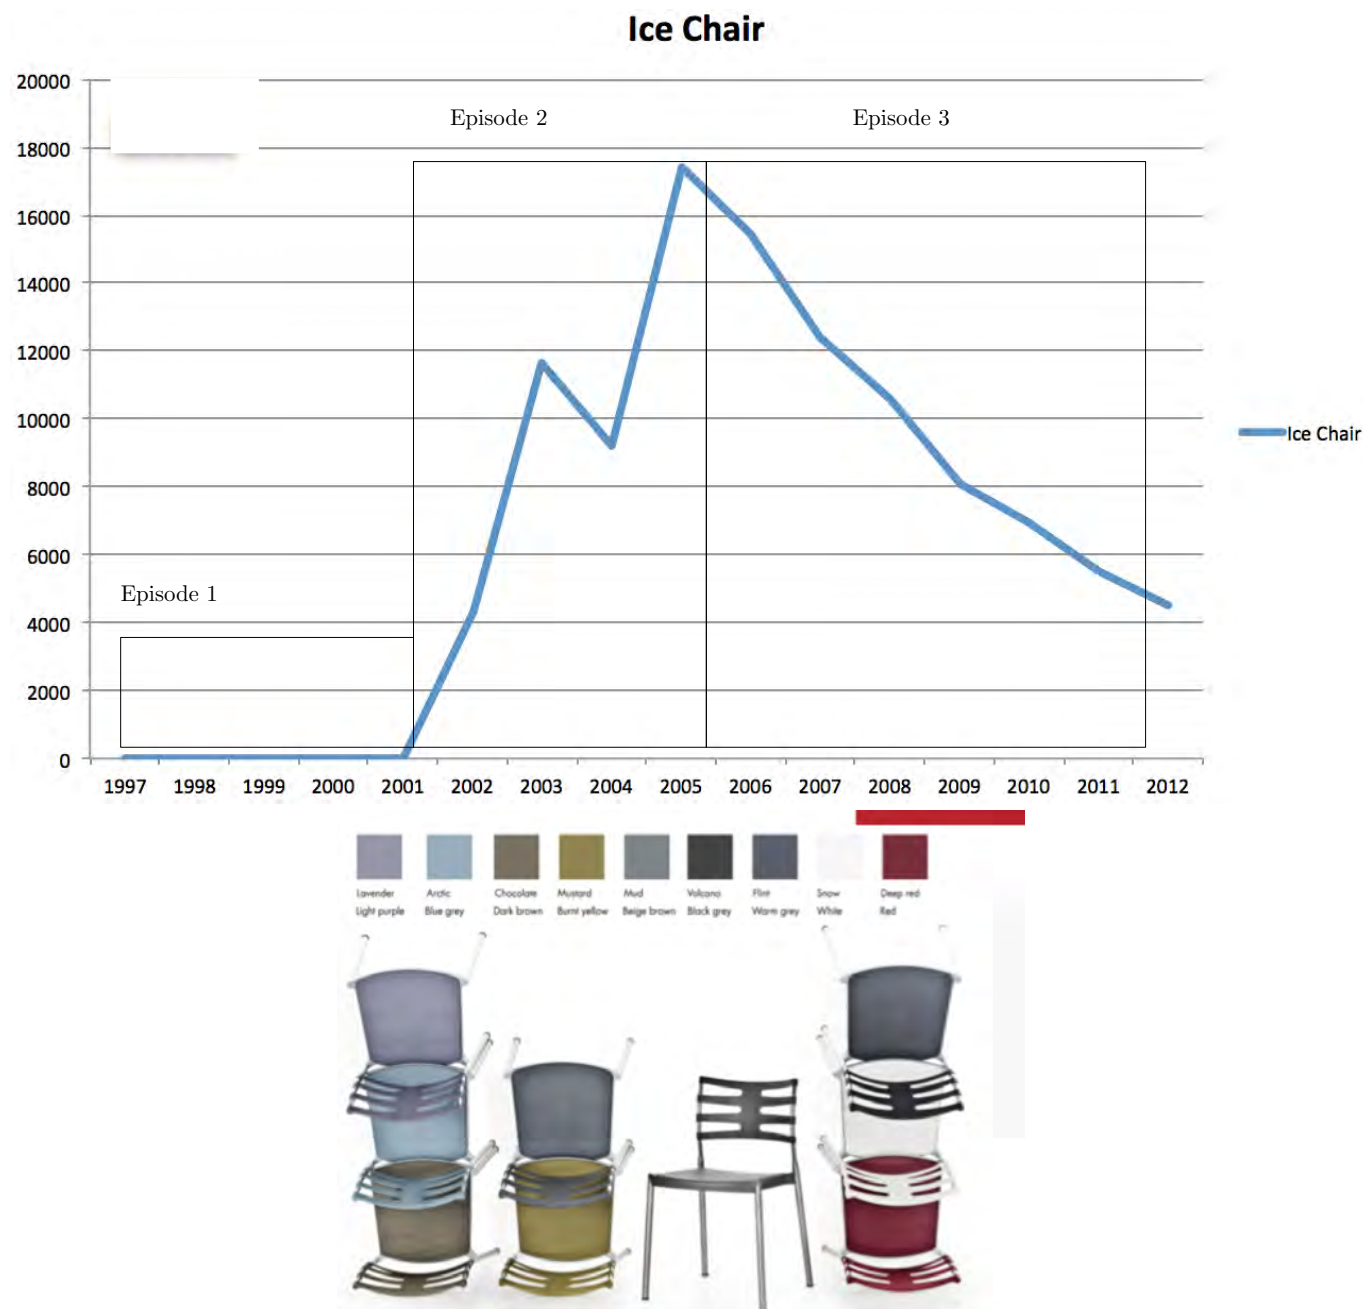 Ice Chair
20000
Episode 2 Episode 3
18000
16000
14000
12000
10000
Ice Chair
8000
6000
Episode 1
4000
2000
0
1997 1998 1999 2000 2001 2002 2003 2004 2005 2006 2007 2008 2009 2010 2011 2012
Lavender Arctic Chocolate Mustard Mud Volcano Flint Snow Deep red
Light purple Blue grey Dark brown Burnt yellow Beige brown Black grey Warm grey White Red